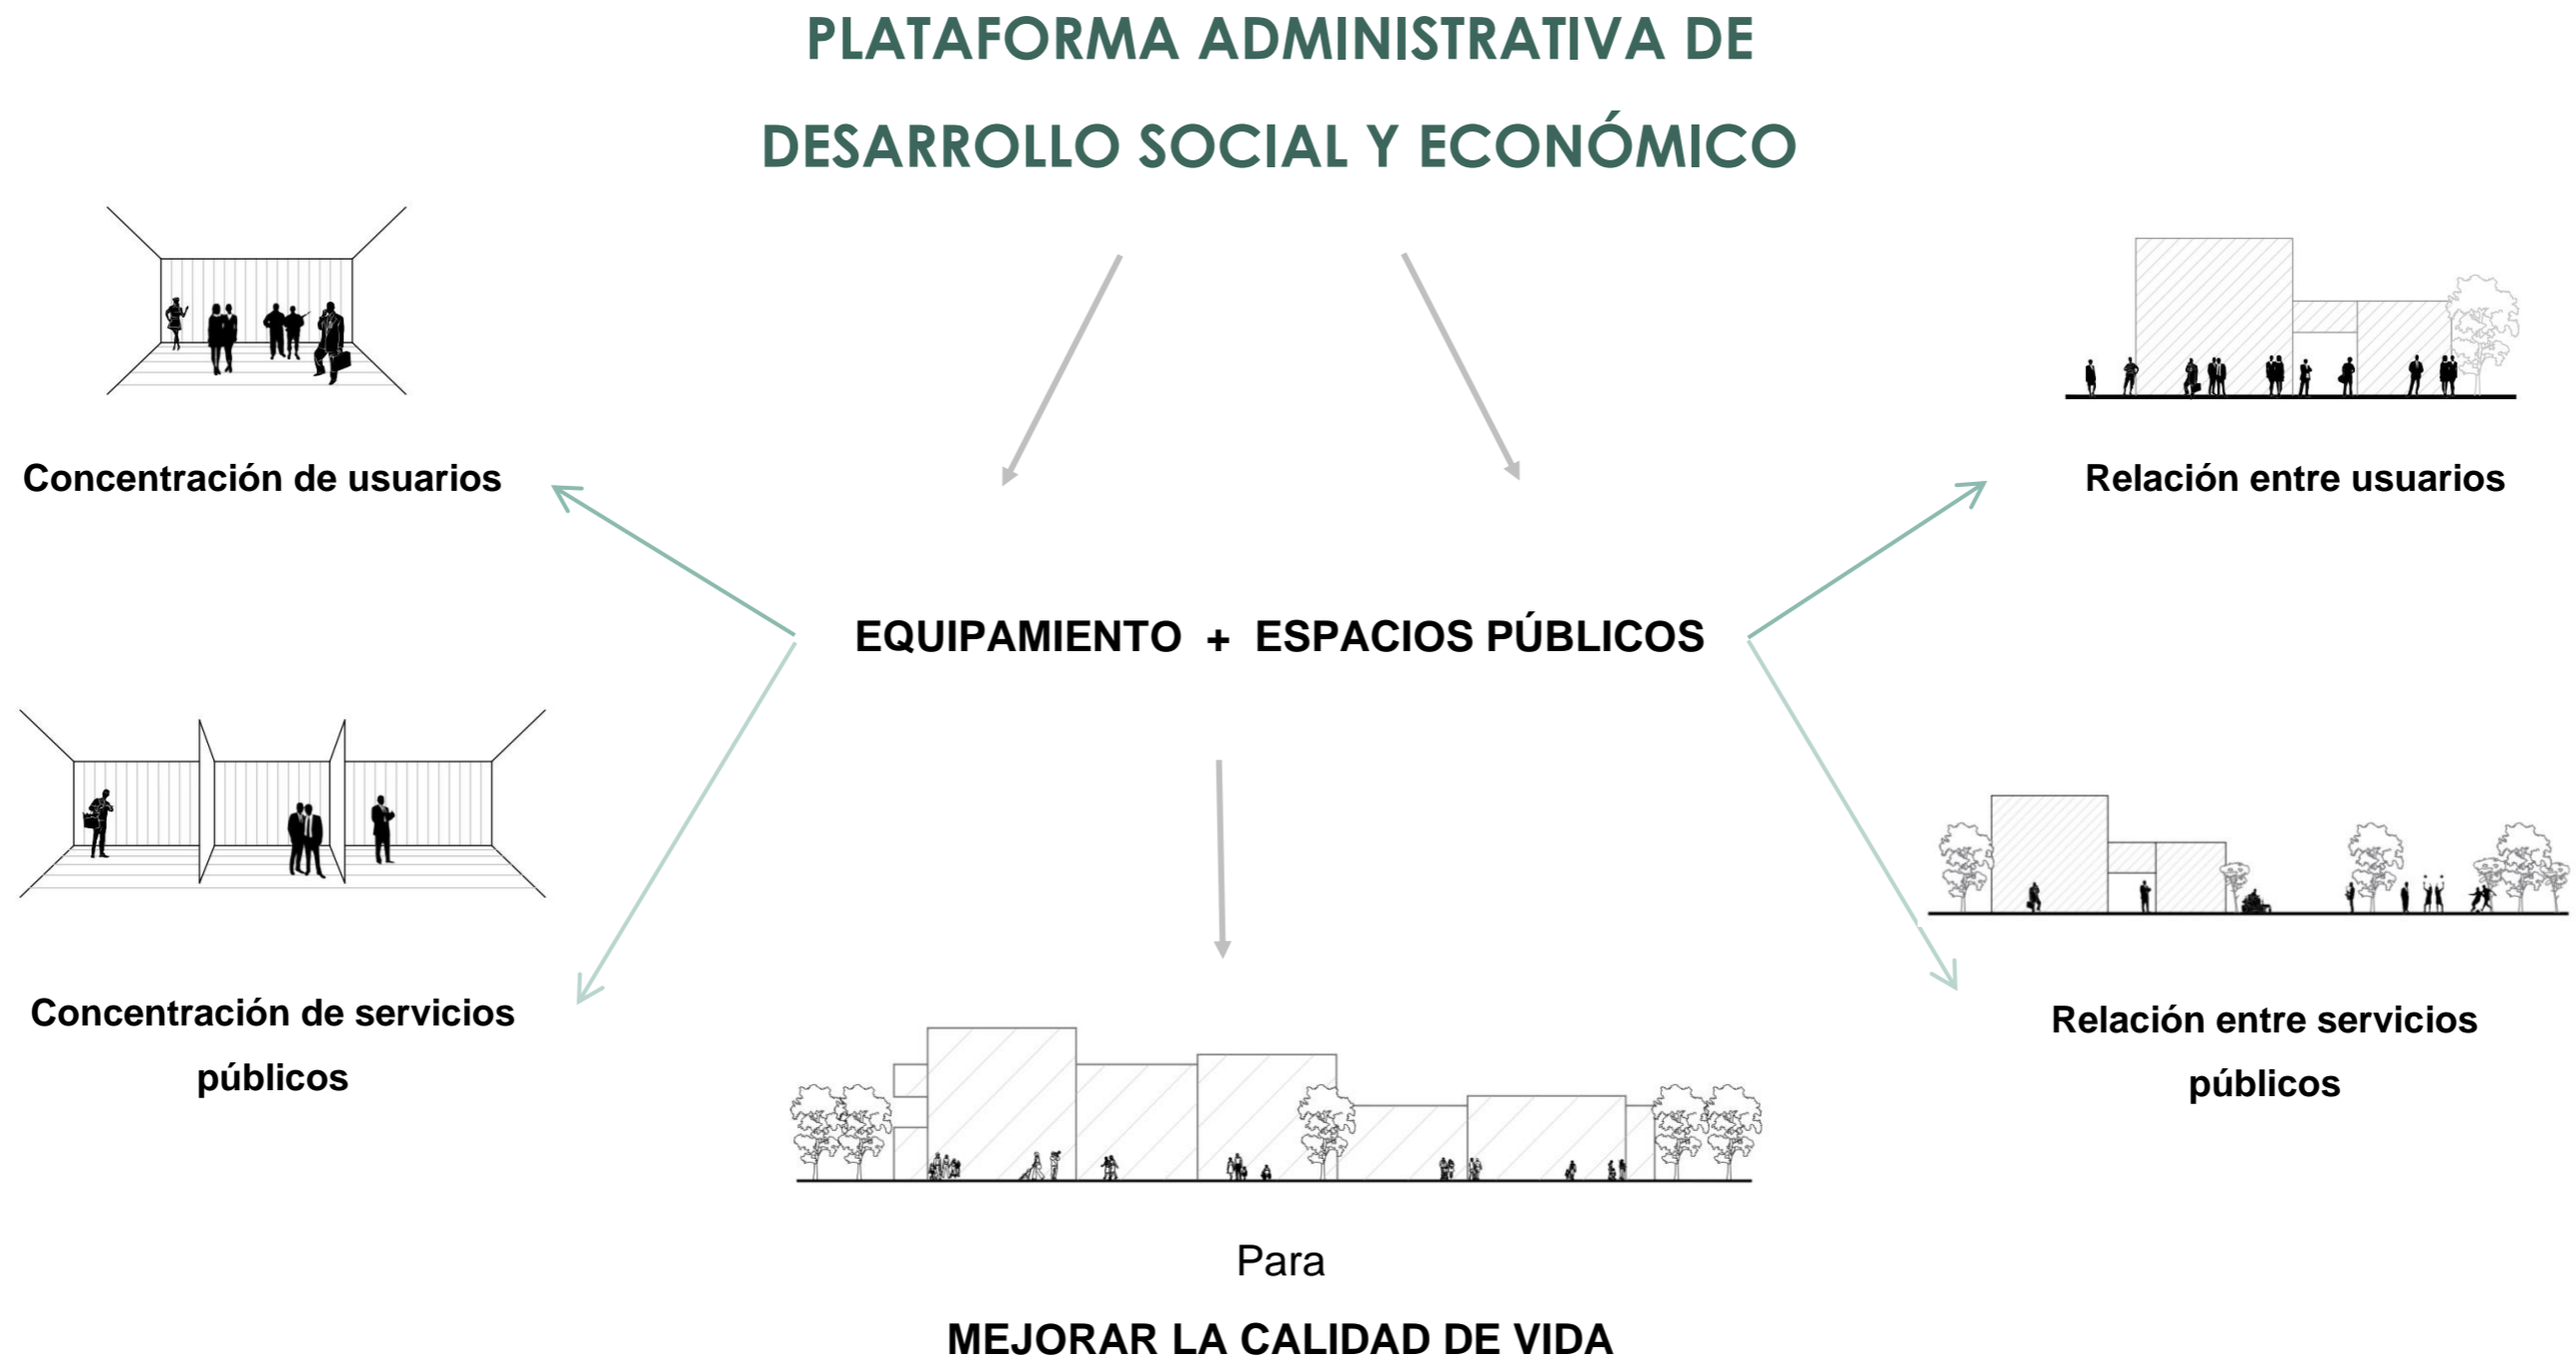 PLATAFORMA ADMINISTRATIVA DE
DESARROLLO SOCIAL Y ECONÓMICO
Concentración de usuarios
Relación entre usuarios
EQUIPAMIENTO + ESPACIOS PÚBLICOS
Concentración de servicios
públicos
Relación entre servicios
públicos
Para
MEJORAR LA CALIDAD DE VIDA